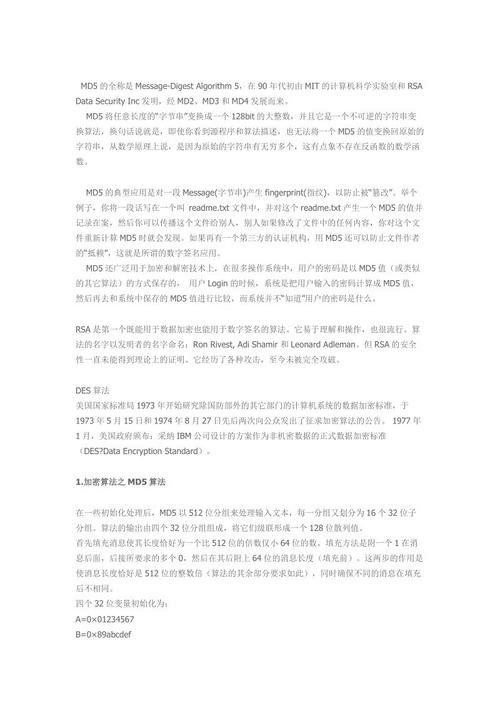 MD5 的全称是 Message-Digest Algorithm 5，在 90 年代初由 MIT 的计算机科学实验室和 RSA
Data Security Inc 发明，经 MD2、MD3 和 MD4 发展而来。
MD5 将任意长度的“字节串”变换成一个 128bit 的大整数，并且它是一个不可逆的字符串变
换算法，换句话说就是，即使你看到源程序和算法描述，也无法将一个 MD5 的值变换回原始的
字符串，从数学原理上说，是因为原始的字符串有无穷多个，这有点象不存在反函数的数学函
数。
MD5 的典型应用是对一段 Message(字节串)产生 fingerprint(指纹)，以防止被“篡改”。举个
例子，你将一段话写在一个叫 readme.txt 文件中，并对这个 readme.txt 产生一个 MD5 的值并
记录在案，然后你可以传播这个文件给别人，别人如果修改了文件中的任何内容，你对这个文
件重新计算 MD5 时就会发现。如果再有一个第三方的认证机构，用 MD5 还可以防止文件作者
的“抵赖”，这就是所谓的数字签名应用。
MD5 还广泛用于加密和解密技术上，在很多操作系统中，用户的密码是以 MD5 值（或类似
的其它算法）的方式保存的， 用户 Login 的时候，系统是把用户输入的密码计算成 MD5 值，
然后再去和系统中保存的 MD5 值进行比较，而系统并不“知道”用户的密码是什么。
RSA 是第一个既能用于数据加密也能用于数字签名的算法。它易于理解和操作，也很流行。算
法的名字以发明者的名字命名：Ron Rivest, Adi Shamir 和 Leonard Adleman。但 RSA 的安全
性一直未能得到理论上的证明。它经历了各种攻击，至今未被完全攻破。
DES 算法
美国国家标准局 1973 年开始研究除国防部外的其它部门的计算机系统的数据加密标准，于
1973 年 5 月 15 日和 1974 年 8 月 27 日先后两次向公众发出了征求加密算法的公告。 1977 年
1 月，美国政府颁布：采纳 IBM 公司设计的方案作为非机密数据的正式数据加密标准
（DES?Data Encryption Standard）。
1.加密算法之 MD5 算法
在一些初始化处理后，MD5 以 512 位分组来处理输入文本，每一分组又划分为 16 个 32 位子
分组。算法的输出由四个 32 位分组组成，将它们级联形成一个 128 位散列值。
首先填充消息使其长度恰好为一个比 512 位的倍数仅小 64 位的数。填充方法是附一个 1 在消
息后面，后接所要求的多个 0，然后在其后附上 64 位的消息长度（填充前）。这两步的作用是
使消息长度恰好是 512 位的整数倍（算法的其余部分要求如此），同时确保不同的消息在填充
后不相同。
四个 32 位变量初始化为：
A=0×01234567
B=0×89abcdef